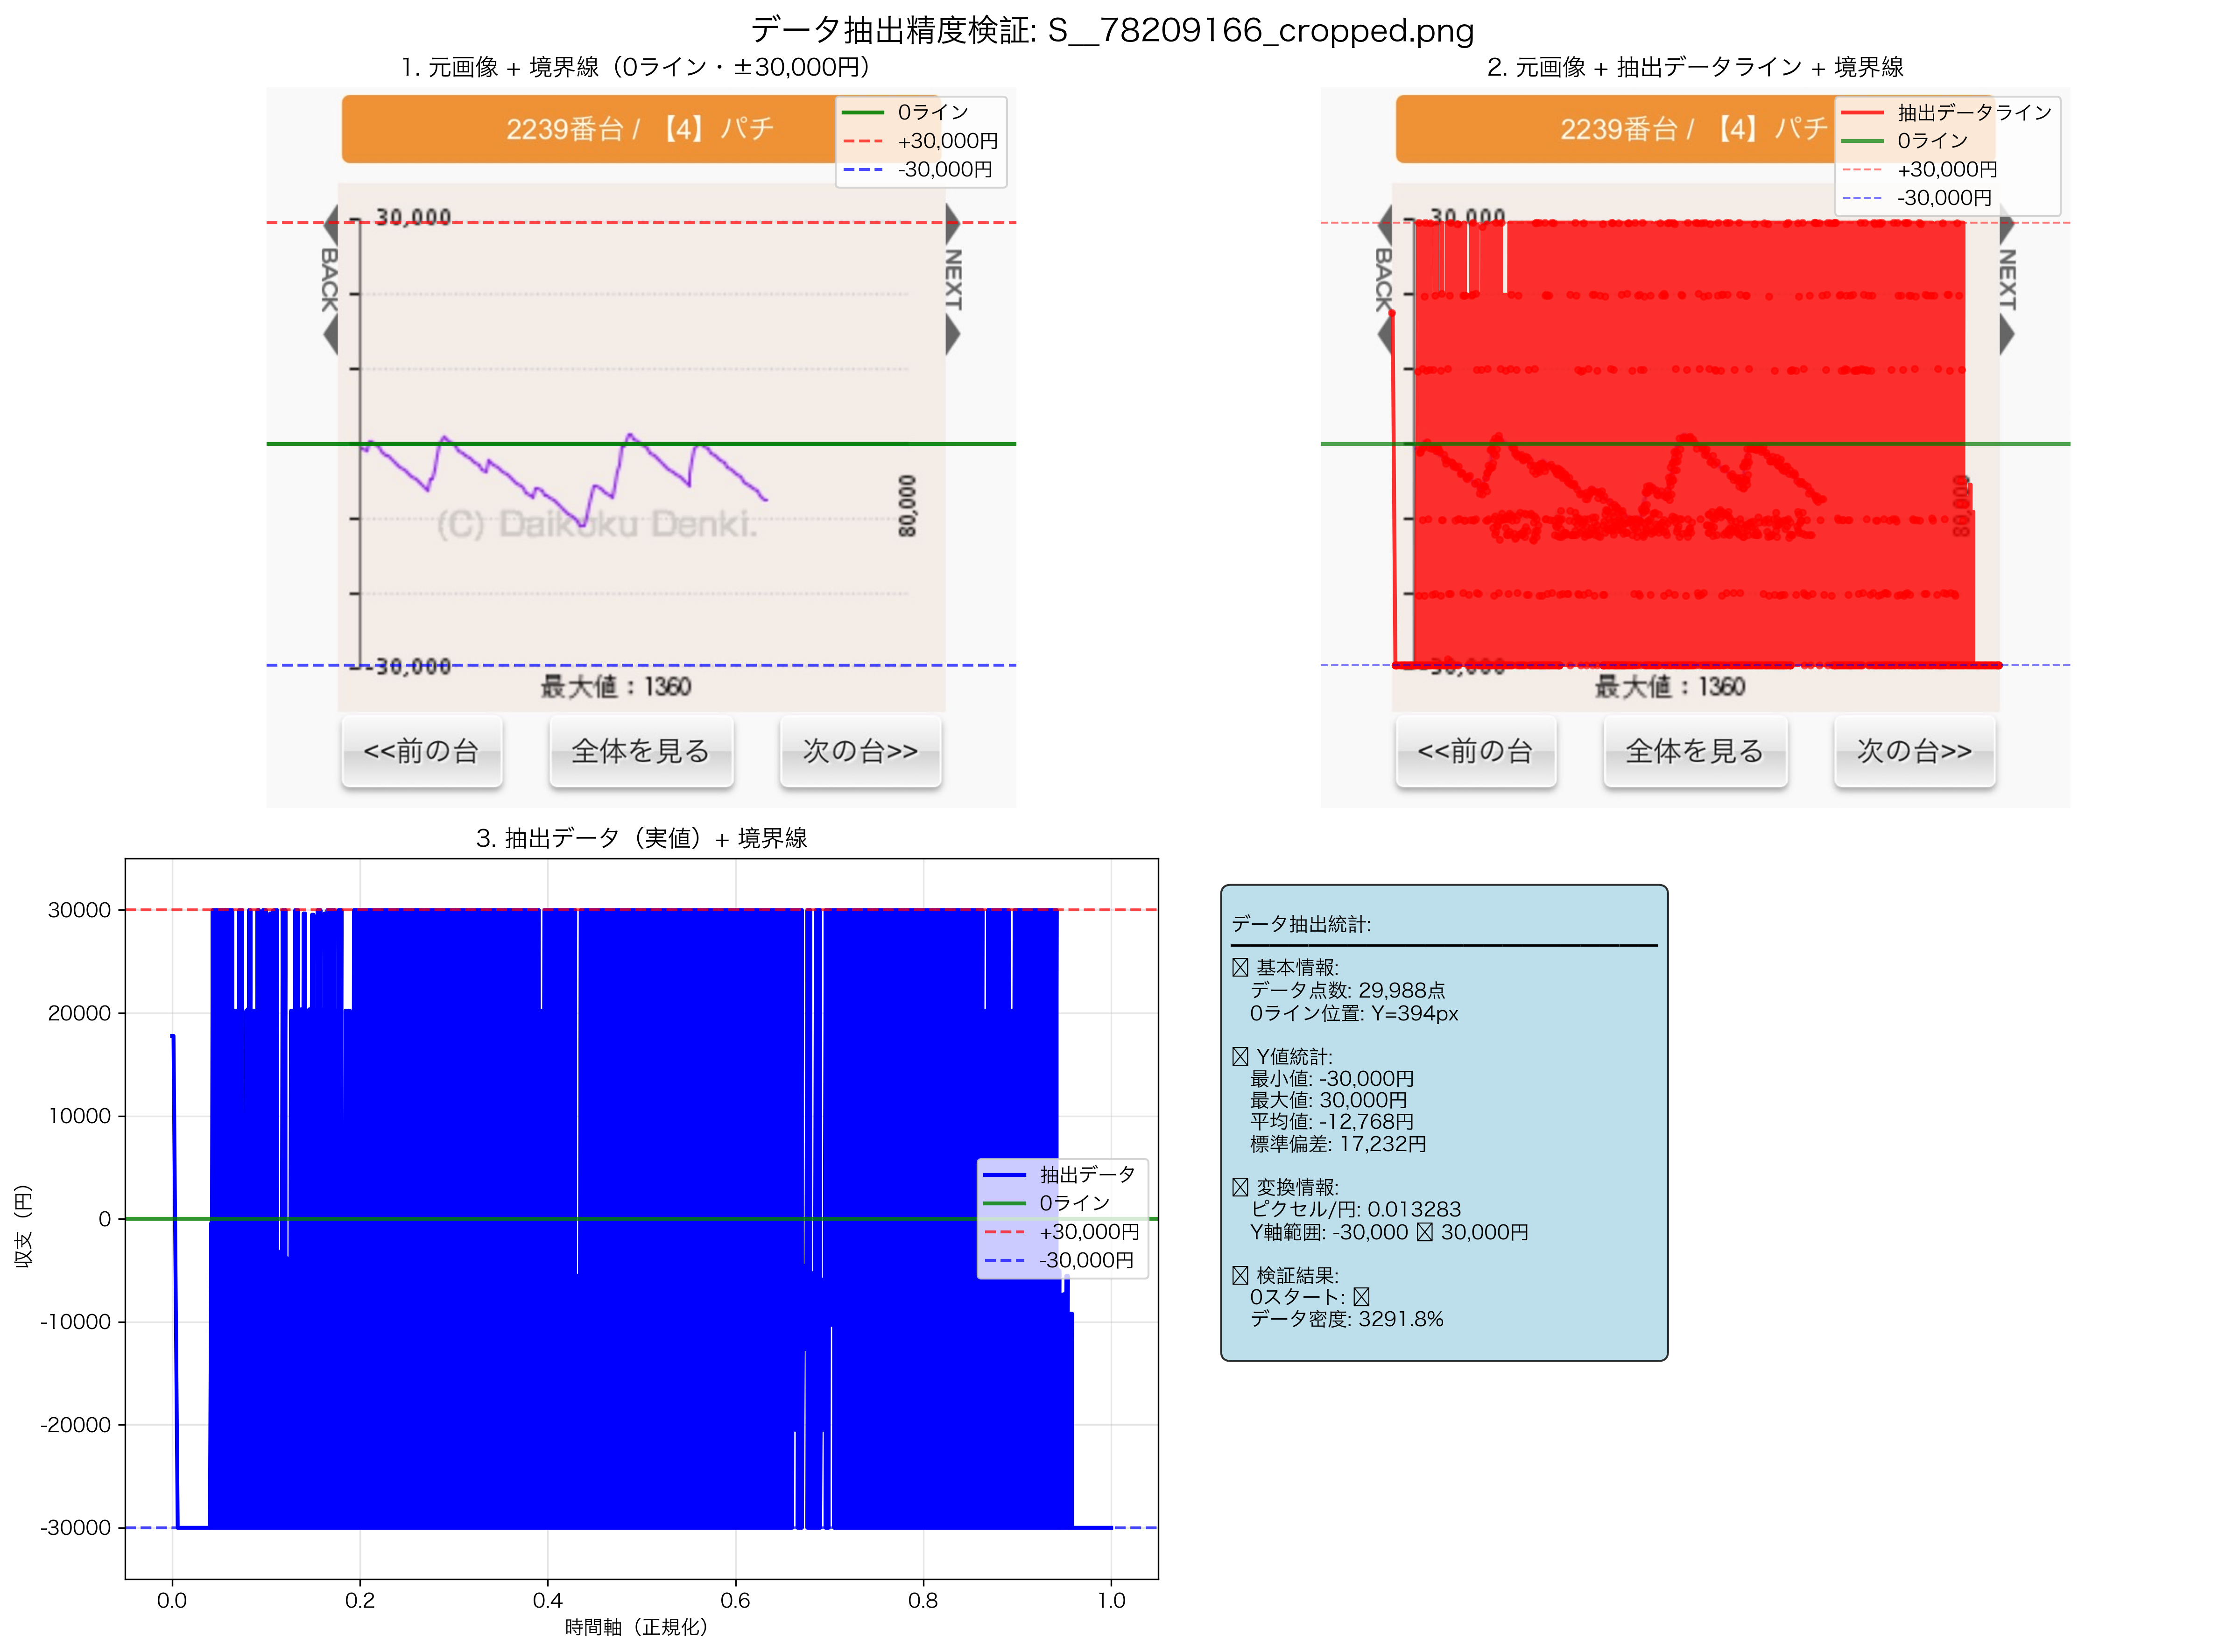 データ抽出精度検証: S__78209166_cropped.png
1. 元画像 + 境界線（0ライン・±30,000円）
2239番台 / 【4】パチ
0ライン
+30,000円
-30,000円
30,000
BACK
NEXT
80,000
(C) Daikoku Denki.
-30,000
最大値：1360
<<前の台
全体を見る
次の台>>
2. 元画像 + 抽出データライン + 境界線
2239番台 / 【4】パチ
抽出データライン
0ライン
+30,000円
-30,000円
30,000
BACK
NEXT
80,000
-30,000
最大値：1360
<<前の台
全体を見る
次の台>>
3. 抽出データ（実値）+ 境界線
収支（円）
30000
20000
10000
0
-10000
-20000
-30000
抽出データ
0ライン
+30,000円
-30,000円
0.0
0.2
0.4
0.6
0.8
1.0
時間軸（正規化）
データ抽出統計:
基本情報:
データ点数: 29,988点
0ライン位置: Y=394px
Y値統計:
最小値: -30,000円
最大値: 30,000円
平均値: -12,768円
標準偏差: 17,232円
変換情報:
ピクセル/円: 0.013283
Y軸範囲: -30,000 30,000円
検証結果:
0スタート:
データ密度: 3291.8%